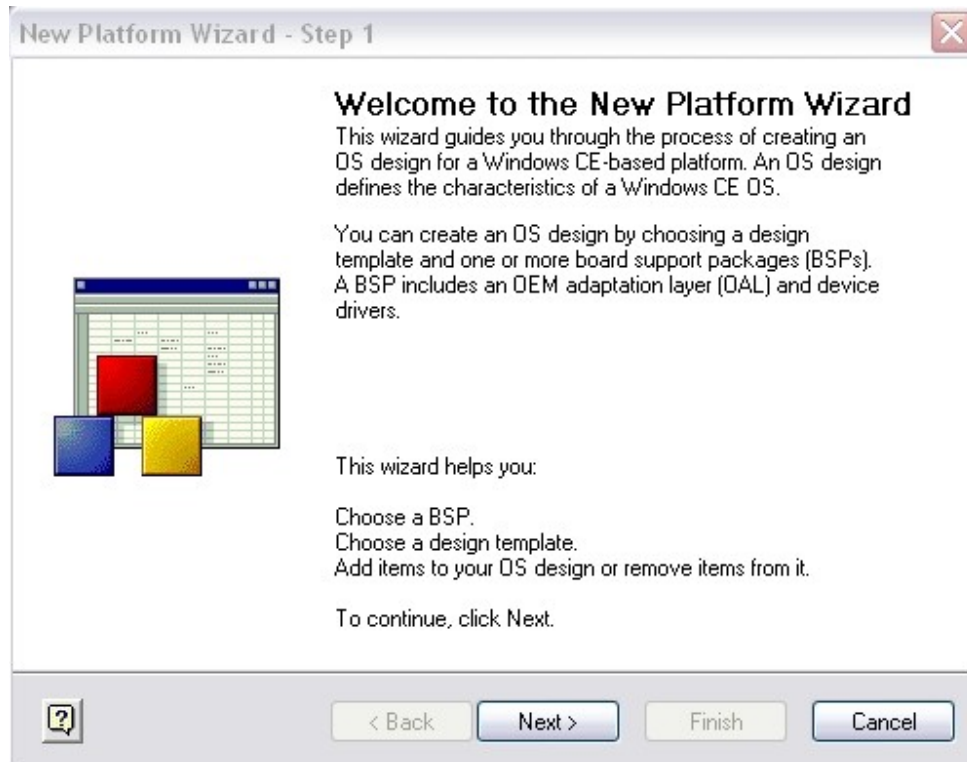 New Platform Wizard - Step 1
Welcome to the New Platform Wizard
This wizard guides you through the process of creating an
OS design for a Windows CE-based platform. An OS design
defines the characteristics of a Windows CE OS.
You can create an OS design by choosing a design
template and one or more board support packages (BSPs).
A BSP includes an OEM adaptation layer (OAL) and device
drivers.
This wizard helps you:
Choose a BSP.
Choose a design template.
Add items to your OS design or remove items from it.
To continue, click Next.
? < Back Next > Finish Cancel